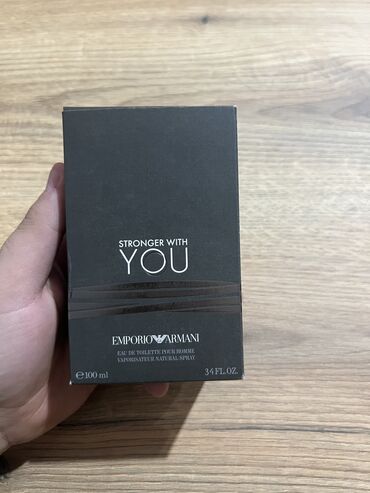 STRONGER WITH
YOU
EMPORIO ARMANI
EAU DE TOILETTE POUR HOMME
VAPORISATEUR NATURAL SPRAY
℮ 100 ml 3.4 FL.OZ.